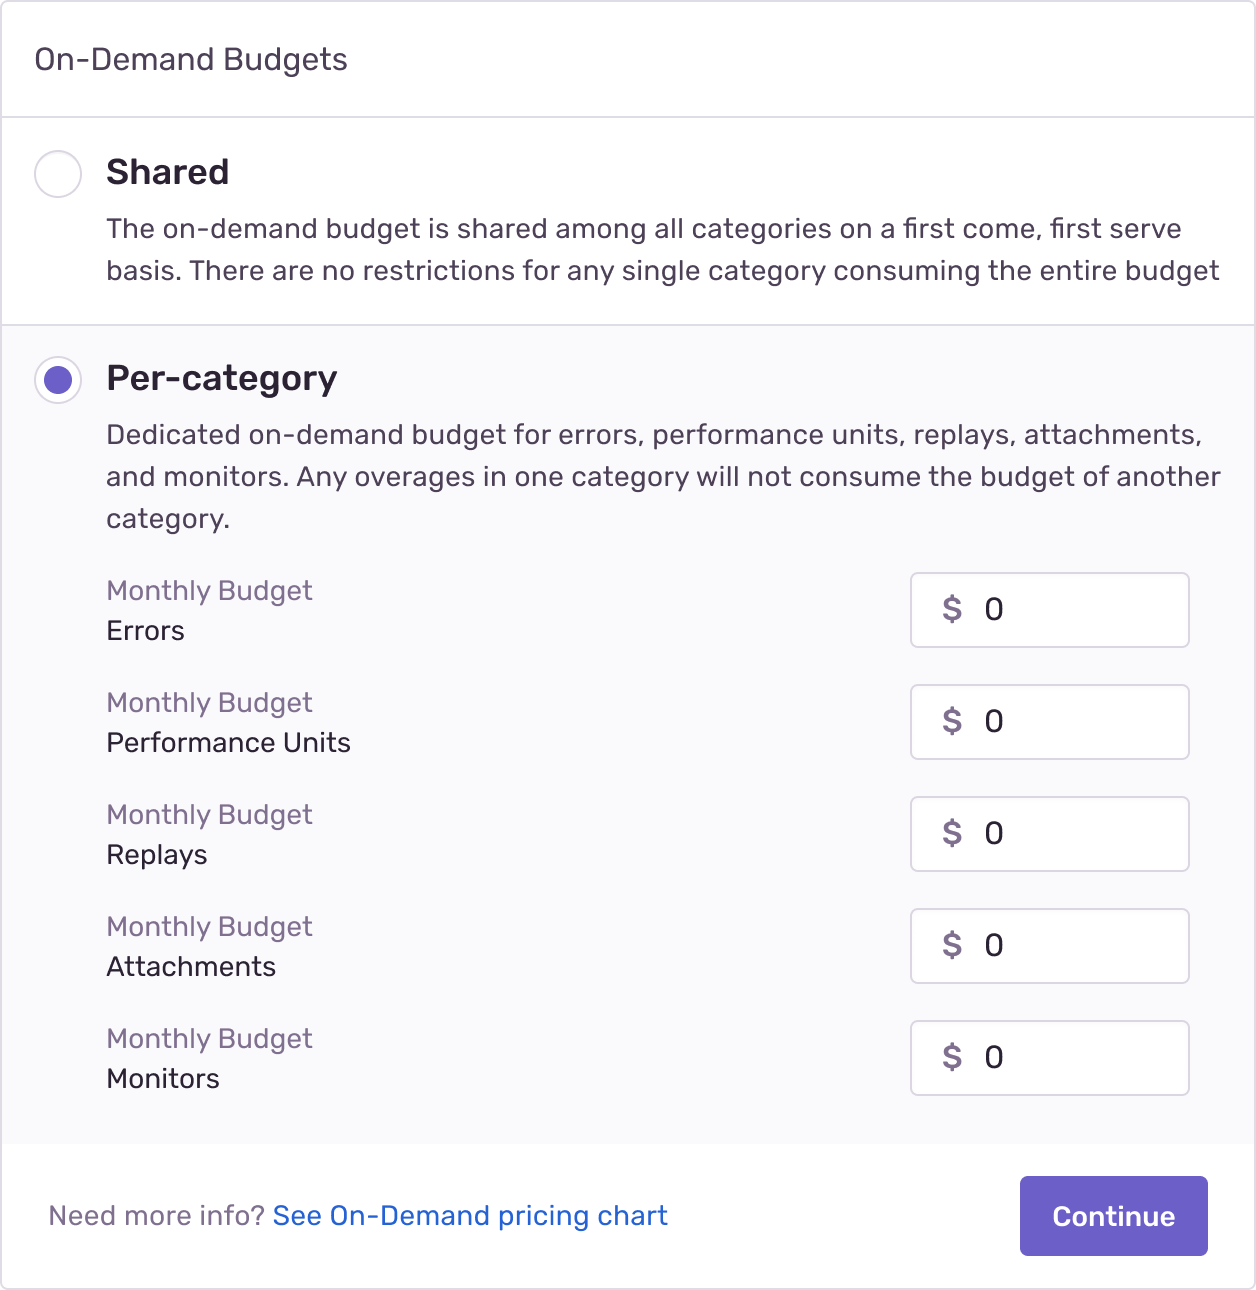 On-Demand Budgets
Shared
The on-demand budget is shared among all categories on a first come, first serve
basis. There are no restrictions for any single category consuming the entire budget
Per-category
Dedicated on-demand budget for errors, performance units, replays, attachments,
and monitors. Any overages in one category will not consume the budget of another
category.
Monthly Budget
Errors
$ 0
Monthly Budget
Performance Units
$ 0
Monthly Budget
Replays
$ 0
Monthly Budget
Attachments
$ 0
Monthly Budget
Monitors
$ 0
Need more info? See On-Demand pricing chart
Continue